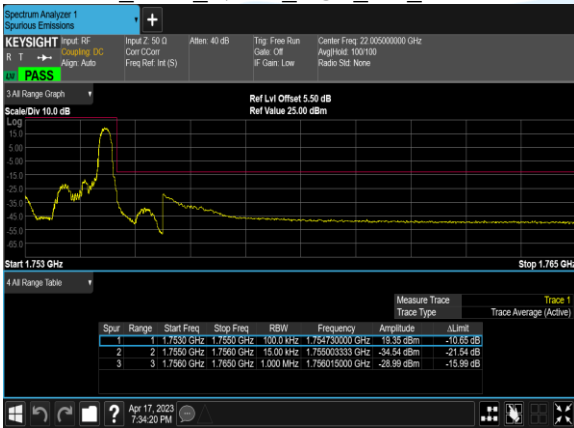 Spectrum Analyzer 1
Spurious Emissions
KEYSIGHT Input: RF Input Z: 50 Ω Atten: 40 dB Trig: Free Run Center Freq: 22.005000000 GHz
R T Coupling: DC Corr CCorr Gate: Off Avg|Hold: 100/100
Align: Auto Freq Ref: Int (S) IF Gain: Low Radio Std: None
PASS
3 All Range Graph
Ref Lvl Offset 5.50 dB
Scale/Div 10.0 dB Ref Value 25.00 dBm
Log
15.0
5.00
-5.00
-15.0
-25.0
-35.0
-45.0
-55.0
-65.0
Start 1.753 GHz Stop 1.765 GHz
4 All Range Table
Measure Trace Trace 1
Trace Type Trace Average (Active)
Spur Range Start Freq Stop Freq RBW Frequency Amplitude ΔLimit
1 1 1.7530 GHz 1.7550 GHz 100.0 kHz 1.754730000 GHz 19.35 dBm -10.65 dB
2 2 1.7550 GHz 1.7560 GHz 15.00 kHz 1.755003333 GHz -34.54 dBm -21.54 dB
3 3 1.7560 GHz 1.7650 GHz 1.000 MHz 1.756015000 GHz -28.99 dBm -15.99 dB
? Apr 17, 2023
7:34:20 PM